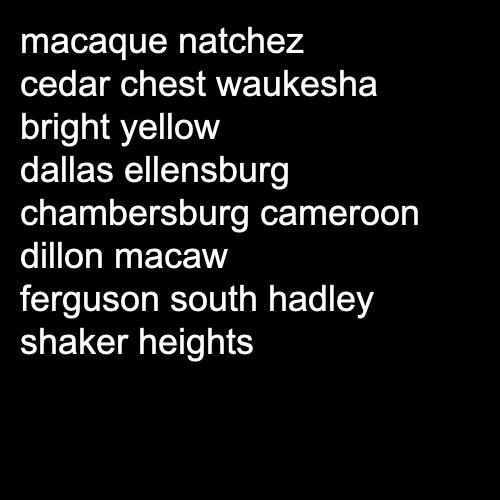 macaque natchez
cedar chest waukesha
bright yellow
dallas ellensburg
chambersburg cameroon
dillon macaw
ferguson south hadley
shaker heights